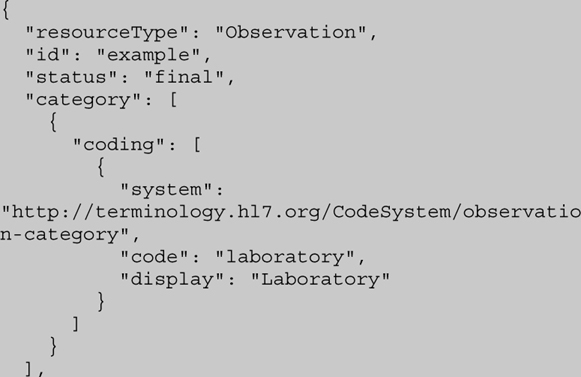 {
  "resourceType": "Observation",
  "id": "example",
  "status": "final",
  "category": [
    {
      "coding": [
        {
          "system":
"http://terminology.hl7.org/CodeSystem/observatio
n-category",
          "code": "laboratory",
          "display": "Laboratory"
        }
      ]
    }
  ],